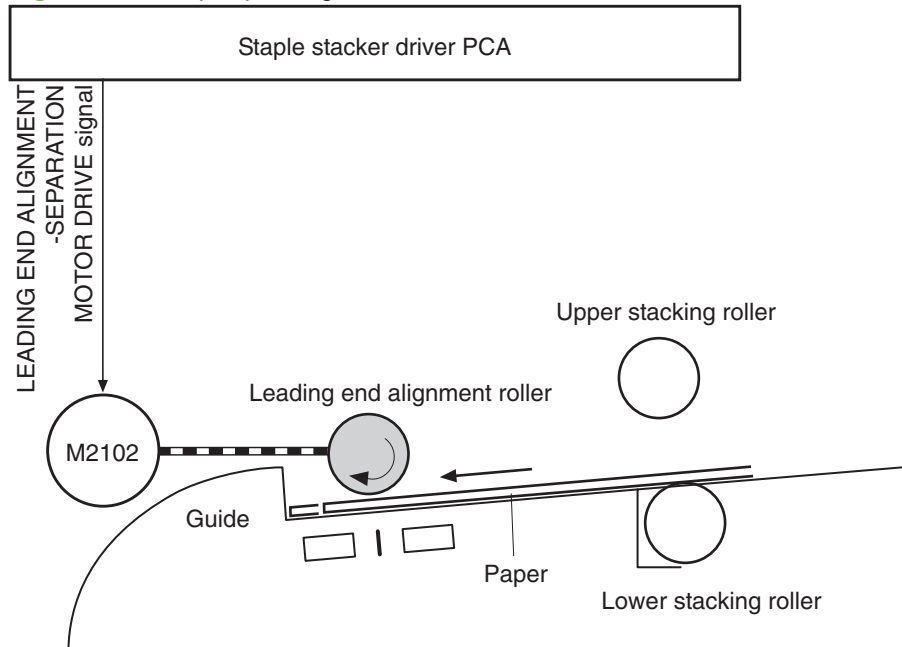 Staple stacker driver PCA
LEADING END ALIGNMENT
-SEPARATION
MOTOR DRIVE signal
Upper stacking roller
Leading end alignment roller
M2102
Guide
Paper
Lower stacking roller